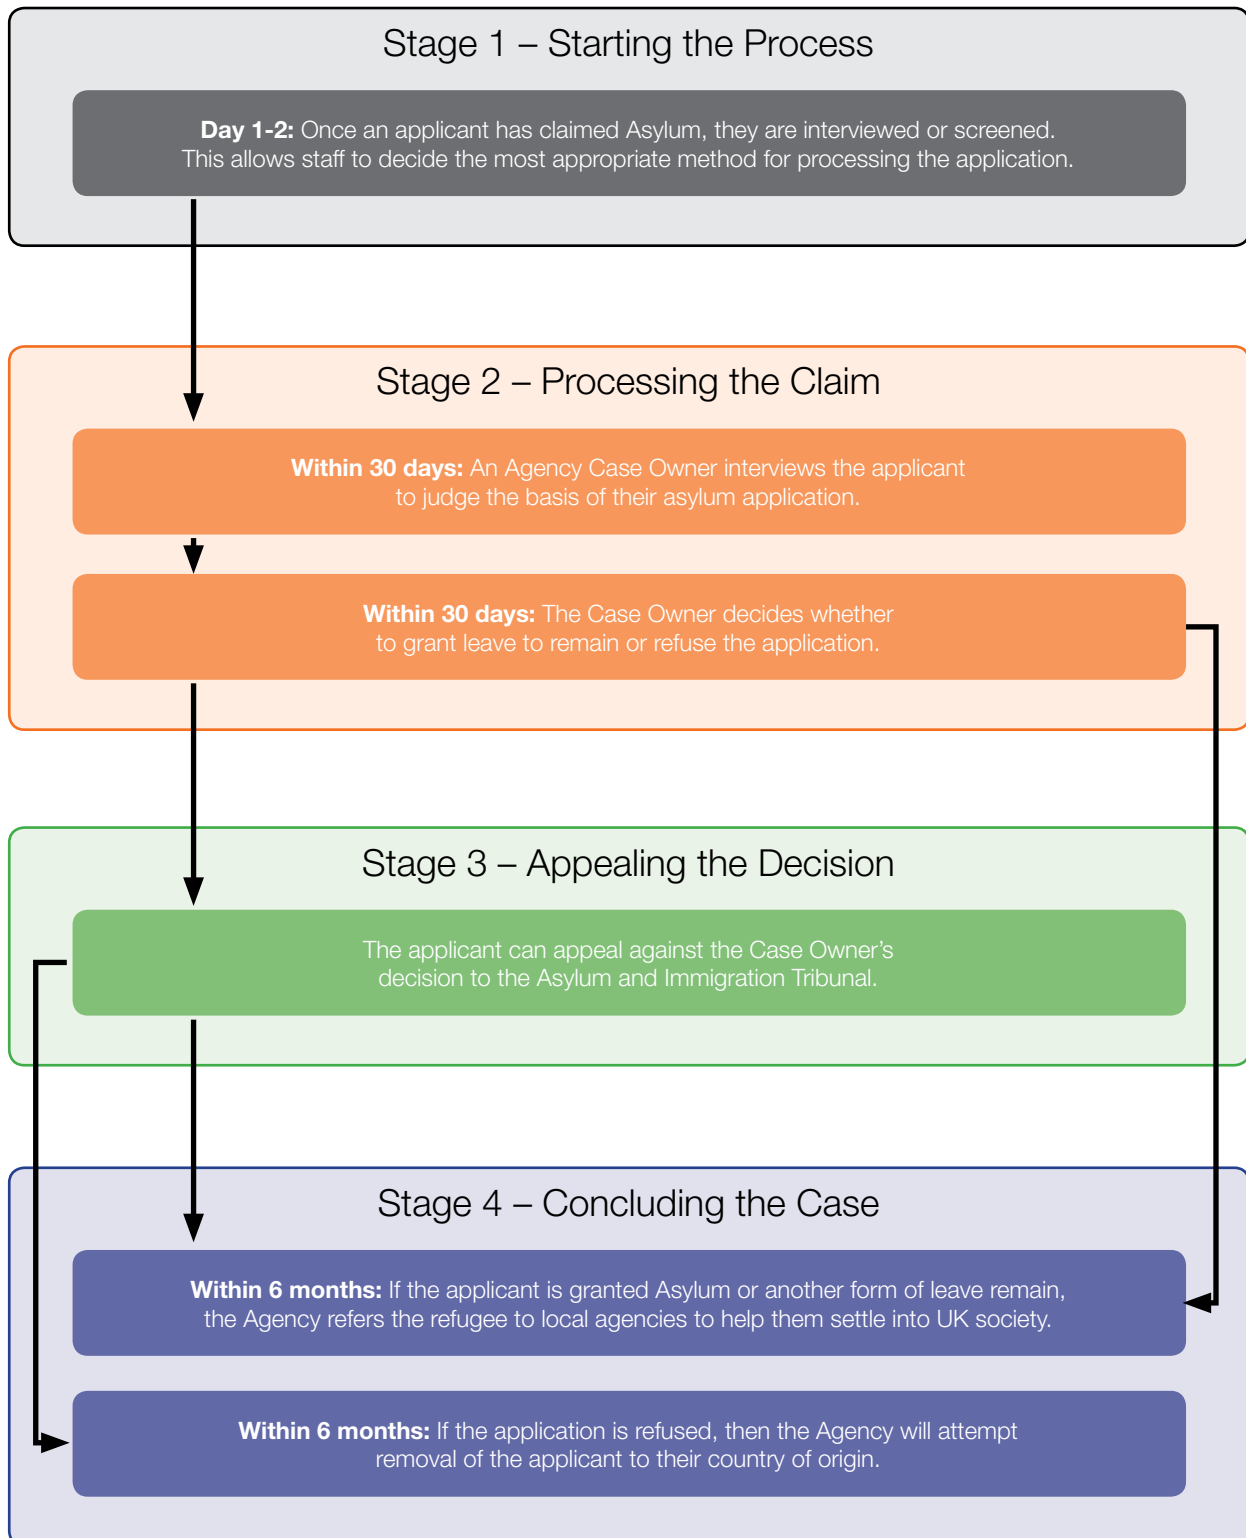 Stage 1 – Starting the Process
Day 1-2: Once an applicant has claimed Asylum, they are interviewed or screened.
This allows staff to decide the most appropriate method for processing the application.
Stage 2 – Processing the Claim
Within 30 days: An Agency Case Owner interviews the applicant
to judge the basis of their asylum application.
Within 30 days: The Case Owner decides whether
to grant leave to remain or refuse the application.
Stage 3 – Appealing the Decision
The applicant can appeal against the Case Owner’s
decision to the Asylum and Immigration Tribunal.
Stage 4 – Concluding the Case
Within 6 months: If the applicant is granted Asylum or another form of leave remain,
the Agency refers the refugee to local agencies to help them settle into UK society.
Within 6 months: If the application is refused, then the Agency will attempt
removal of the applicant to their country of origin.